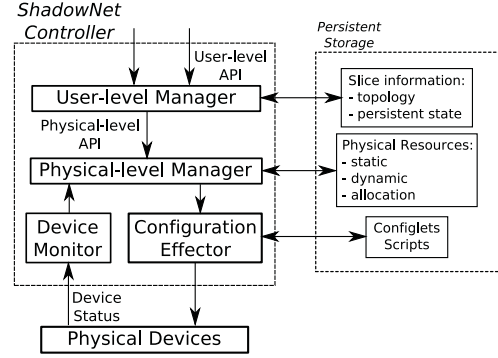 ShadowNet
Controller
User-level
API
User-level Manager
Physical-level
API
Physical-level Manager
Device
Monitor
Configuration
Effector
Device
Status
Physical Devices
Persistent
Storage
Slice information:
- topology
- persistent state
Physical Resources:
- static
- dynamic
- allocation
Configlets
Scripts